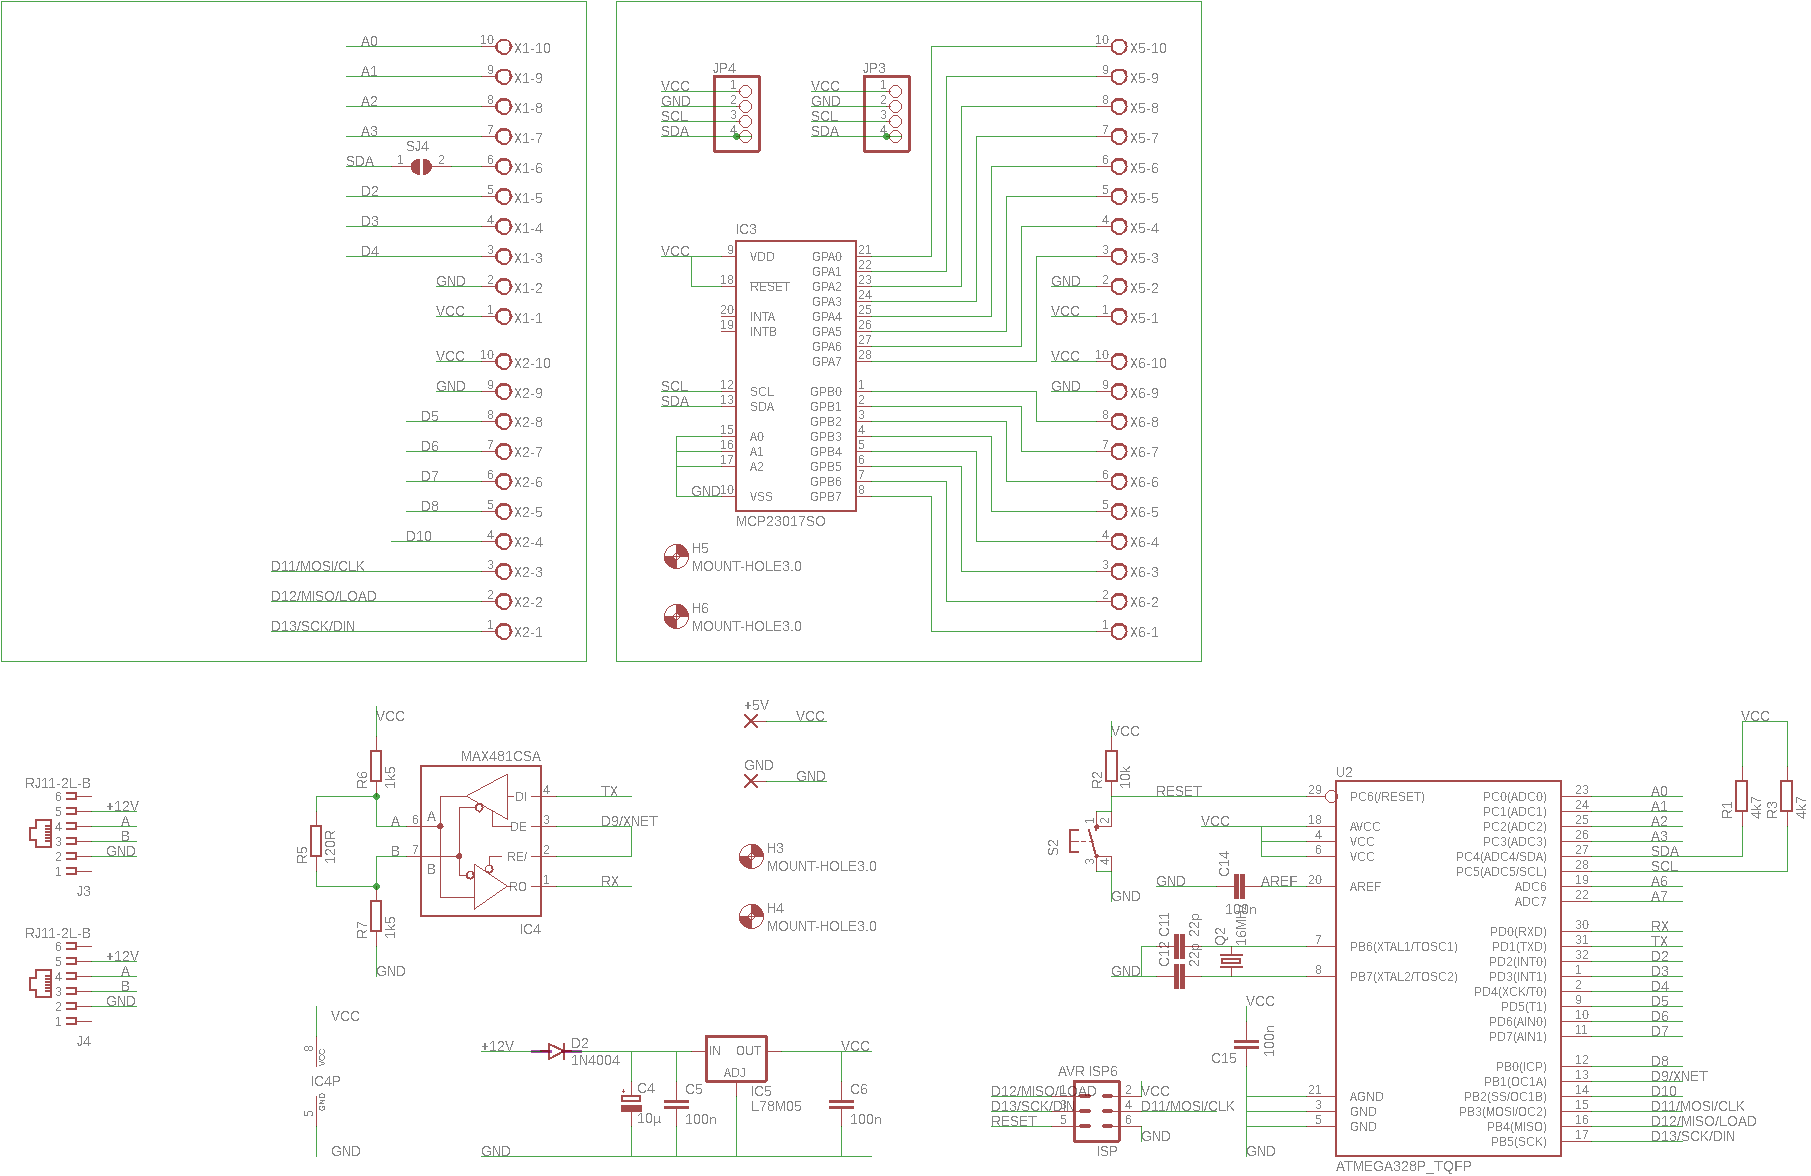 A0 10 X1-10
A1 9 X1-9
A2 8 X1-8
A3 7 X1-7
SJ4
SDA 1 2 6 X1-6
D2 5 X1-5
D3 4 X1-4
D4 3 X1-3
GND 2 X1-2
VCC 1 X1-1
VCC 10 X2-10
GND 9 X2-9
D5 8 X2-8
D6 7 X2-7
D7 6 X2-6
D8 5 X2-5
D10 4 X2-4
D11/MOSI/CLK 3 X2-3
D12/MISO/LOAD 2 X2-2
D13/SCK/DIN 1 X2-1
JP4
VCC 1
GND 2
SCL 3
SDA 4
JP3
VCC 1
GND 2
SCL 3
SDA 4
IC3
VCC 9 VDD GPA0 21
GPA1 22
18 RESET GPA2 23
GPA3 24
20 INTA GPA4 25
19 INTB GPA5 26
GPA6 27
GPA7 28
SCL 12 SCL GPB0 1
SDA 13 SDA GPB1 2
GPB2 3
15 A0 GPB3 4
16 A1 GPB4 5
17 A2 GPB5 6
GPB6 7
GND 10 VSS GPB7 8
MCP23017SO
H5
MOUNT-HOLE3.0
H6
MOUNT-HOLE3.0
10 X5-10
9 X5-9
8 X5-8
7 X5-7
6 X5-6
5 X5-5
4 X5-4
3 X5-3
GND 2 X5-2
VCC 1 X5-1
VCC 10 X6-10
GND 9 X6-9
8 X6-8
7 X6-7
6 X6-6
5 X6-5
4 X6-4
3 X6-3
2 X6-2
1 X6-1
RJ11-2L-B
6
5 +12V
4 A
3 B
2 GND
1
J3
RJ11-2L-B
6
5 +12V
4 A
3 B
2 GND
1
J4
VCC
R6 1k5
R5 120R
R7 1k5
GND
MAX481CSA
DI 4 TX
A 6 A DE 3 D9/XNET
B 7 B RE/ 2
RO 1 RX
IC4
VCC
8 VCC
IC4P
5 GND
GND
+5V
VCC
GND
GND
H3
MOUNT-HOLE3.0
H4
MOUNT-HOLE3.0
+12V D2
1N4004
IN OUT
ADJ
IC5
L78M05
VCC
C4
10µ
C5
100n
C6
100n
GND
VCC
R2 10k
RESET
S2
1 2
3 4
GND
VCC
C14
GND AREF
100n
C11 22p
C12 22p
GND
Q2 16MHz
VCC
C15 100n
GND
AVR ISP6
D12/MISO/LOAD 1 2 VCC
D13/SCK/DIN 3 4 D11/MOSI/CLK
RESET 5 6 GND
ISP
U2
29 PC6(/RESET) PC0(ADC0) 23 A0
PC1(ADC1) 24 A1
18 AVCC PC2(ADC2) 25 A2
4 VCC PC3(ADC3) 26 A3
6 VCC PC4(ADC4/SDA) 27 SDA
PC5(ADC5/SCL) 28 SCL
20 AREF ADC6 19 A6
ADC7 22 A7
PD0(RXD) 30 RX
7 PB6(XTAL1/TOSC1) PD1(TXD) 31 TX
PD2(INT0) 32 D2
8 PB7(XTAL2/TOSC2) PD3(INT1) 1 D3
PD4(XCK/T0) 2 D4
PD5(T1) 9 D5
PD6(AIN0) 10 D6
PD7(AIN1) 11 D7
PB0(ICP) 12 D8
PB1(OC1A) 13 D9/XNET
21 AGND PB2(SS/OC1B) 14 D10
3 GND PB3(MOSI/OC2) 15 D11/MOSI/CLK
5 GND PB4(MISO) 16 D12/MISO/LOAD
PB5(SCK) 17 D13/SCK/DIN
ATMEGA328P_TQFP
VCC
R1 4k7
R3 4k7